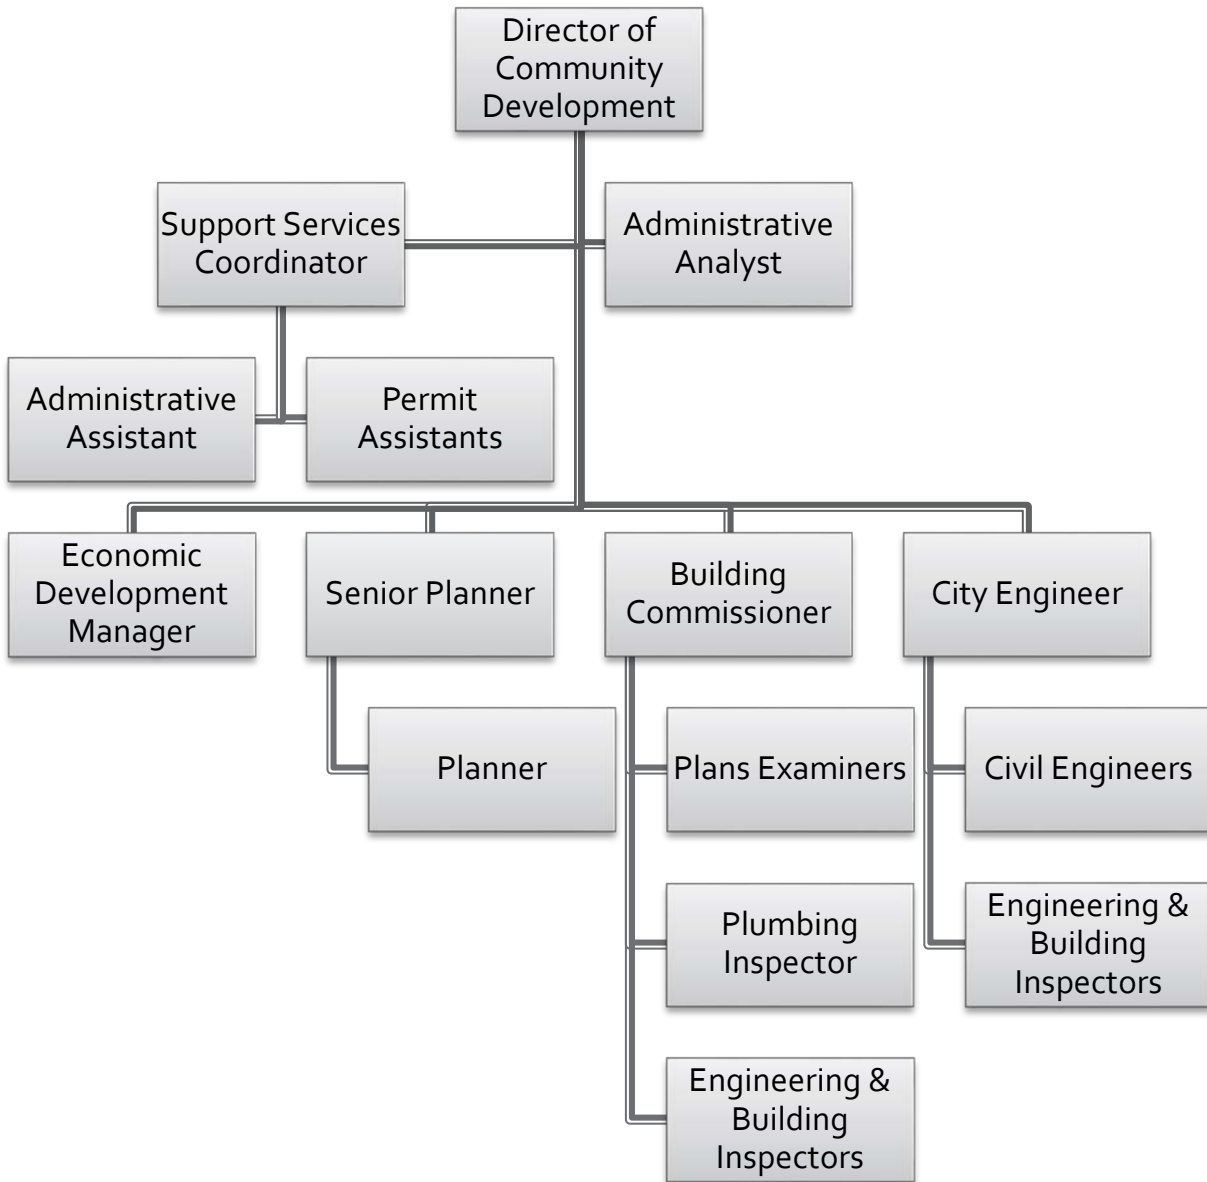 Director of
Community
Development
Support Services
Coordinator
Administrative
Analyst
Administrative
Assistant
Permit
Assistants
Economic
Development
Manager
Senior Planner
Building
Commissioner
City Engineer
Planner
Plans Examiners
Civil Engineers
Plumbing
Inspector
Engineering &
Building
Inspectors
Engineering &
Building
Inspectors